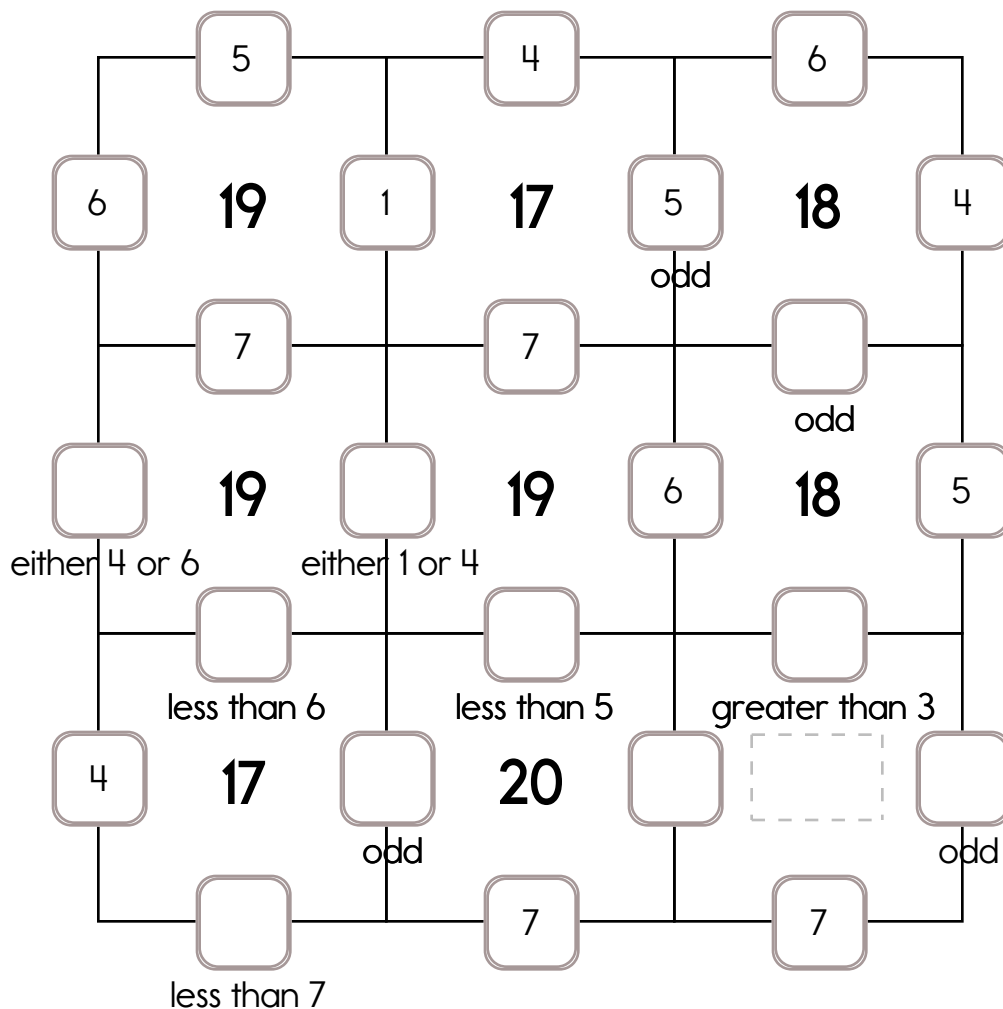 5 4 6
6 19 1 17 5 18 4
odd
7 7
odd
19 19 6 18 5
either 4 or 6 either 1 or 4
less than 6 less than 5 greater than 3
4 17 20
odd odd
7 7
less than 7